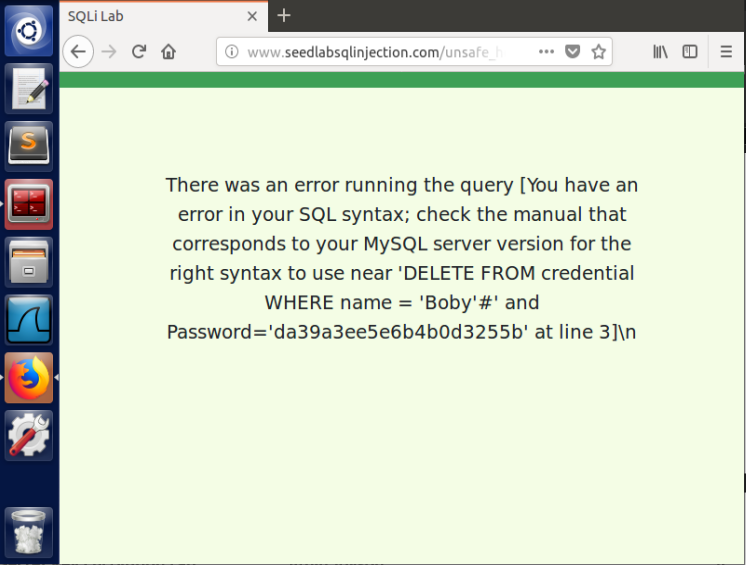 SQLi Lab
www.seedlabsqlinjection.com/unsafe_h
There was an error running the query [You have an
error in your SQL syntax; check the manual that
corresponds to your MySQL server version for the
right syntax to use near 'DELETE FROM credential
WHERE name = 'Boby'#' and
Password='da39a3ee5e6b4b0d3255b' at line 3]\n